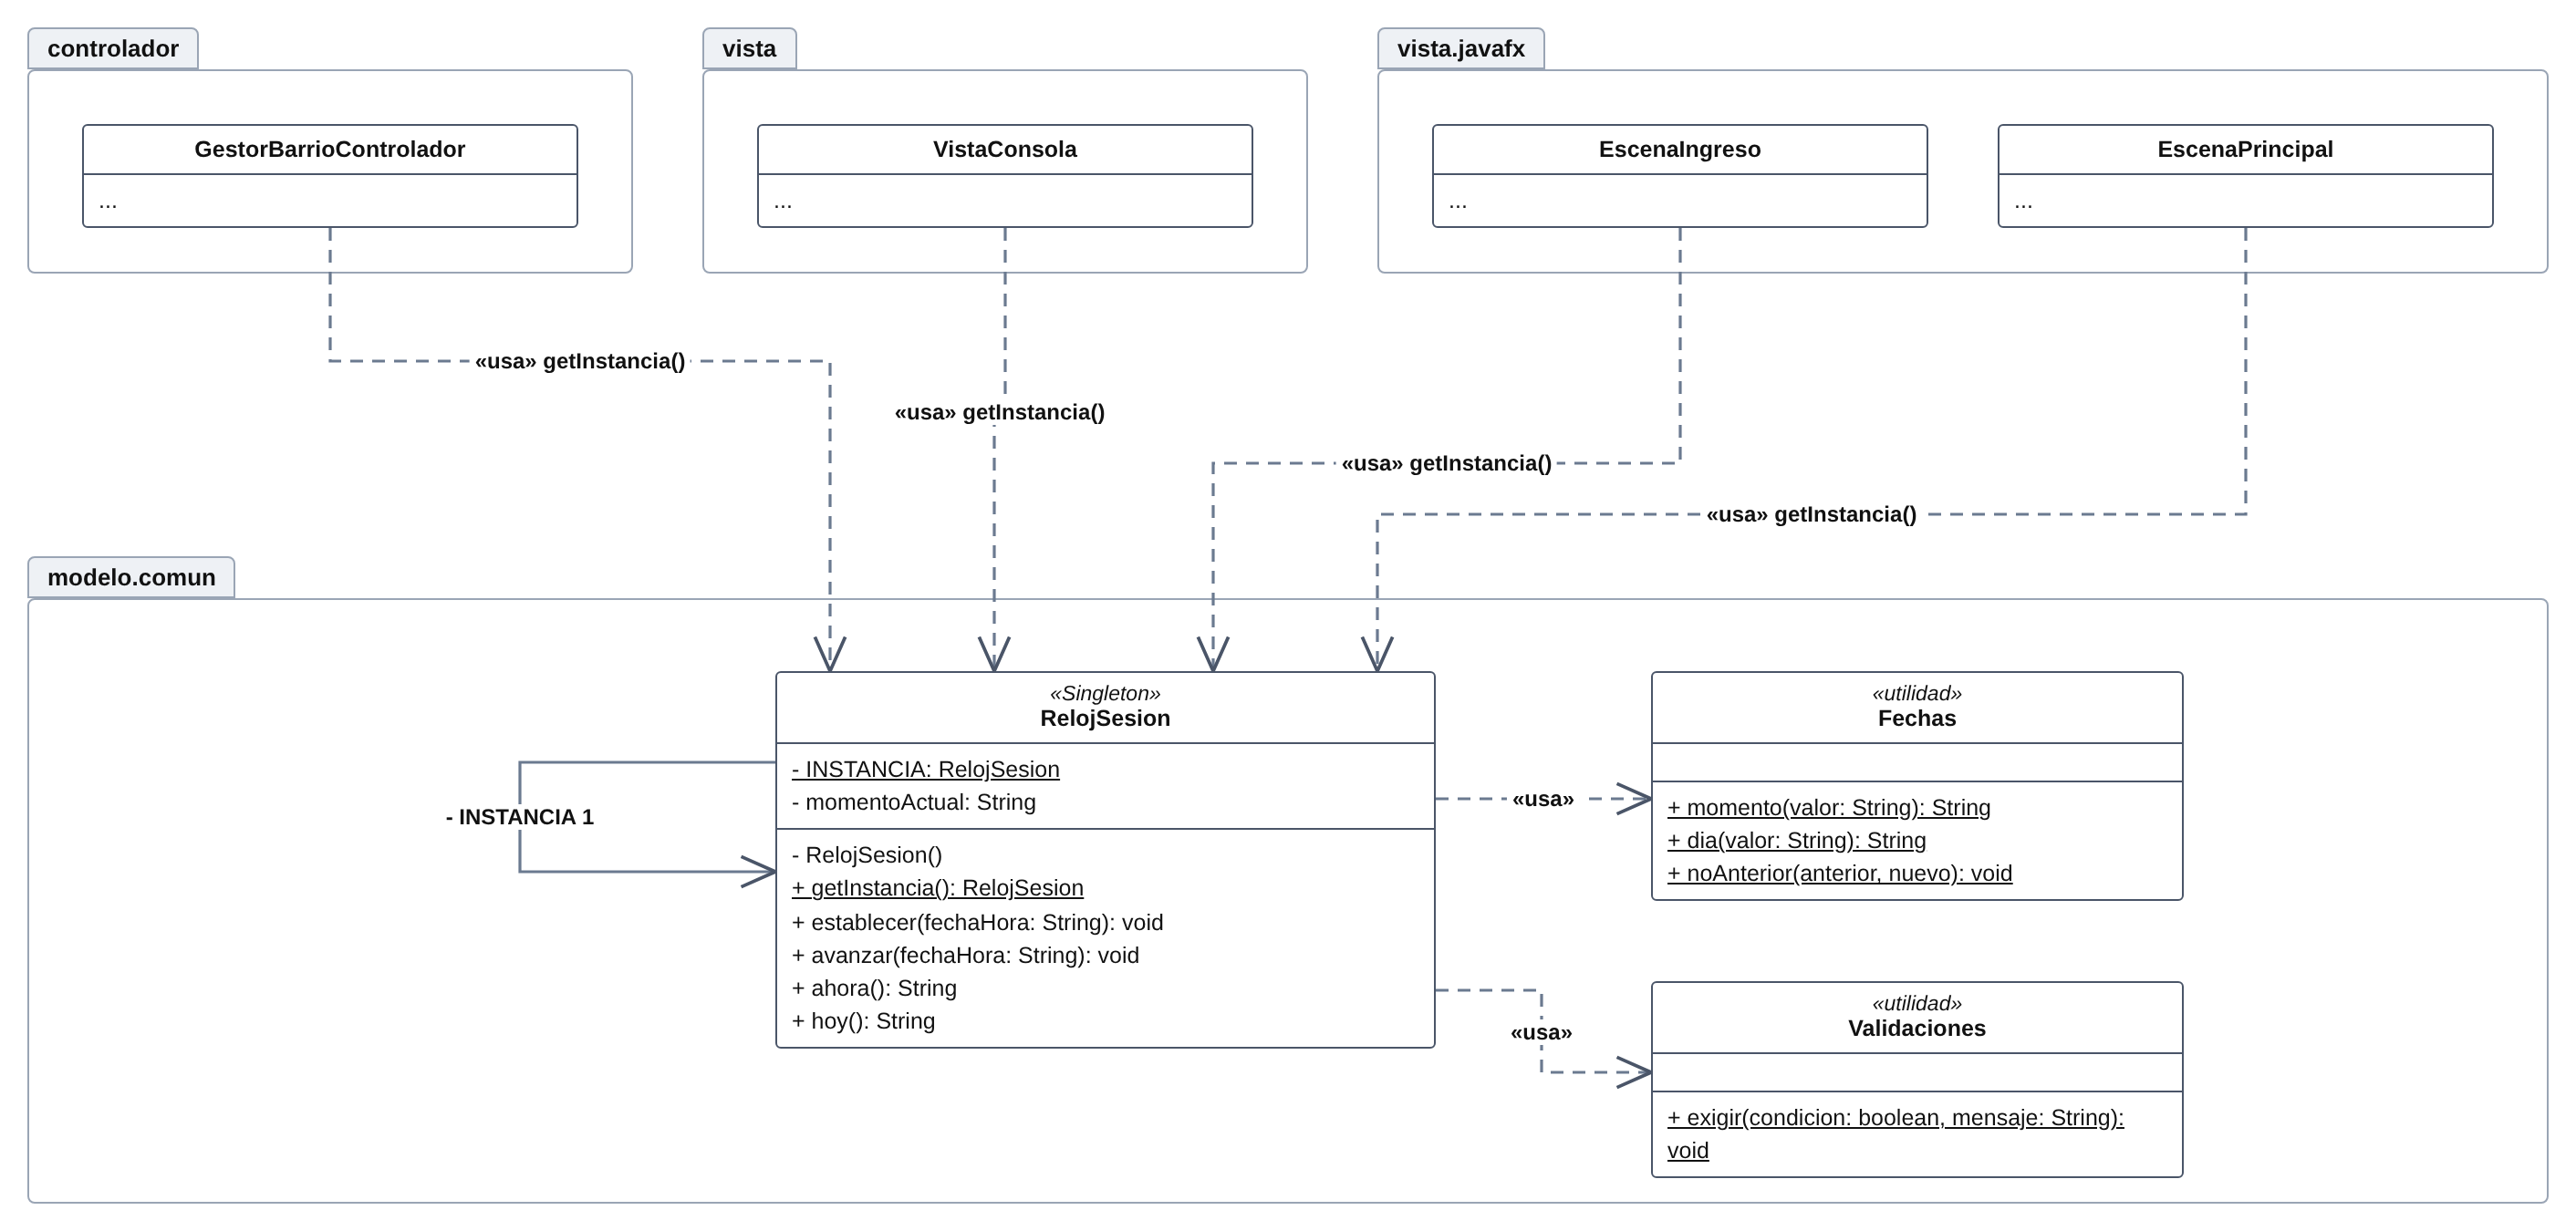 controlador
vista
vista.javafx
GestorBarrioControlador
...
VistaConsola
...
EscenaIngreso
...
EscenaPrincipal
...
«usa» getInstancia()
«usa» getInstancia()
«usa» getInstancia()
«usa» getInstancia()
modelo.comun
«Singleton»
RelojSesion
- INSTANCIA: RelojSesion
- momentoActual: String
- RelojSesion()
+ getInstancia(): RelojSesion
+ establecer(fechaHora: String): void
+ avanzar(fechaHora: String): void
+ ahora(): String
+ hoy(): String
- INSTANCIA 1
«usa»
«utilidad»
Fechas
+ momento(valor: String): String
+ dia(valor: String): String
+ noAnterior(anterior, nuevo): void
«usa»
«utilidad»
Validaciones
+ exigir(condicion: boolean, mensaje: String):
void